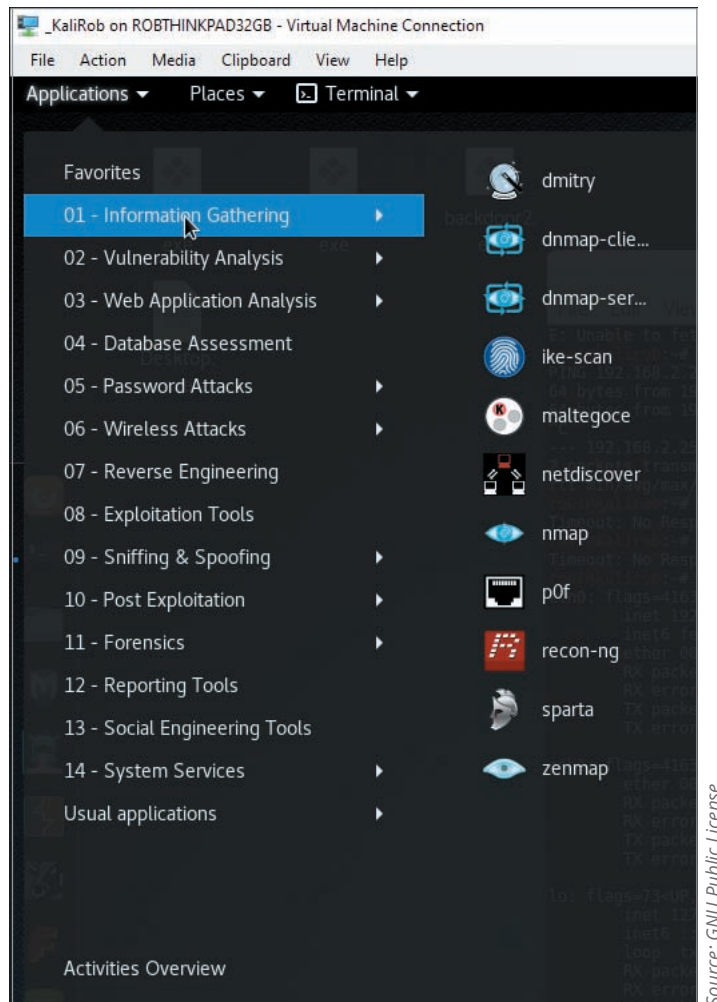 _KaliRob on ROBTHINKPAD32GB - Virtual Machine Connection
File Action Media Clipboard View Help
Applications Places Terminal
Favorites
01 - Information Gathering
02 - Vulnerability Analysis
03 - Web Application Analysis
04 - Database Assessment
05 - Password Attacks
06 - Wireless Attacks
07 - Reverse Engineering
08 - Exploitation Tools
09 - Sniffing & Spoofing
10 - Post Exploitation
11 - Forensics
12 - Reporting Tools
13 - Social Engineering Tools
14 - System Services
Usual applications
Activities Overview
dmitry
dnmap-clie...
dnmap-ser...
ike-scan
maltegoce
netdiscover
nmap
p0f
recon-ng
sparta
zenmap
Source: GNU Public License